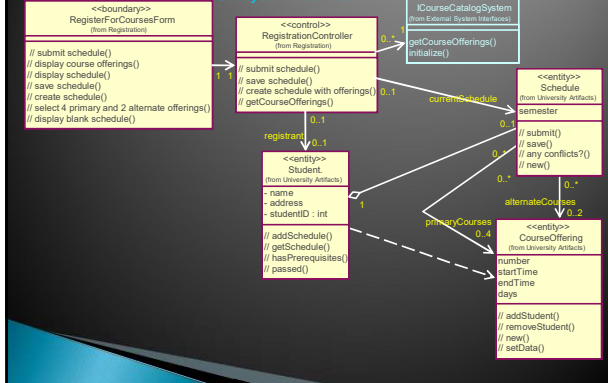 <<boundary>>
RegisterForCoursesForm
(from Registration)
// submit schedule()
// display course offerings()
// display schedule()
// save schedule()
// create schedule()
// select 4 primary and 2 alternate offerings()
// display blank schedule()
1
1
<<control>>
RegistrationController
(from Registration)
// submit schedule()
// save schedule()
// create schedule with offerings()
// getCourseOfferings()
0..*
1
ICourseCatalogSystem
(from External System Interfaces)
getCourseOfferings()
initialize()
0..1
currentSchedule
0..1
<<entity>>
Schedule
(from University Artifacts)
semester
// submit()
// save()
// any conflicts?()
// new()
0..1
registrant
0..1
<<entity>>
Student.
(from University Artifacts)
- name
- address
- studentID : int
// addSchedule()
// getSchedule()
// hasPrerequisites()
// passed()
1
0..*
0..*
0..*
alternateCourses
0..2
primaryCourses
0..4
<<entity>>
CourseOffering
(from University Artifacts)
number
startTime
endTime
days
// addStudent()
// removeStudent()
// new()
// setData()